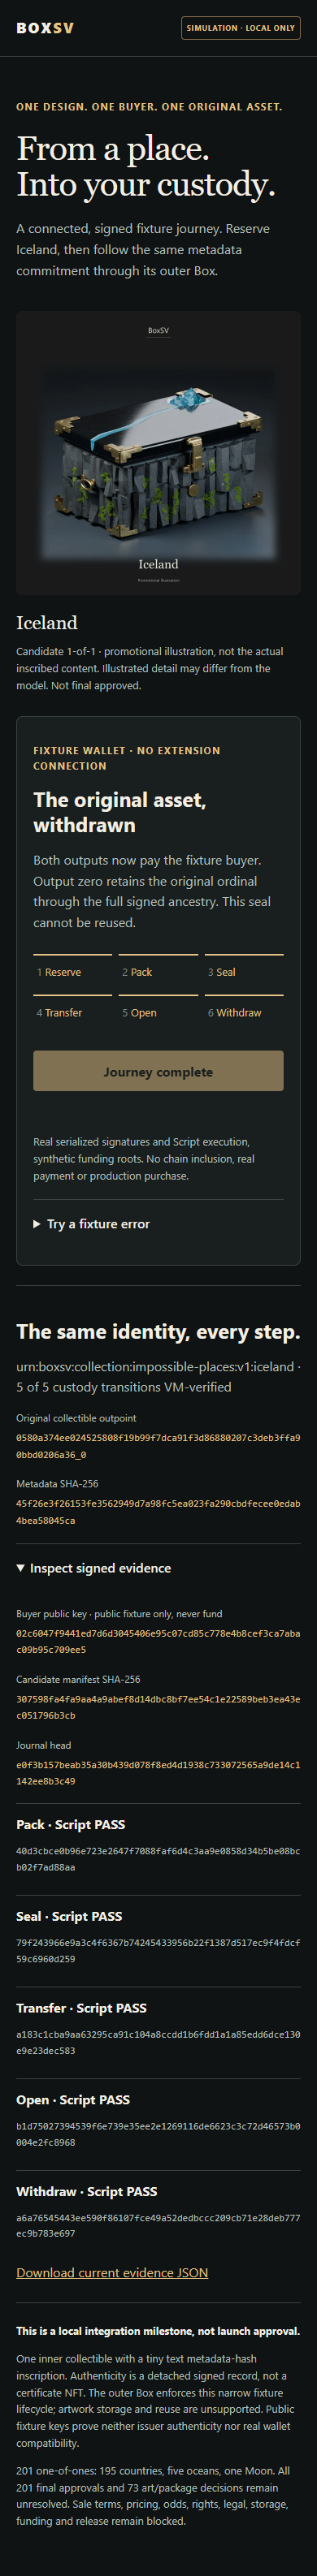 BOXSV
SIMULATION · LOCAL ONLY
ONE DESIGN. ONE BUYER. ONE ORIGINAL ASSET.
From a place.
Into your custody.
A connected, signed fixture journey. Reserve
Iceland, then follow the same metadata
commitment through its outer Box.
BoxSV
Iceland
Promotional illustration
Iceland
Candidate 1-of-1 · promotional illustration, not the actual
inscribed content. Illustrated detail may differ from the
model. Not final approved.
FIXTURE WALLET · NO EXTENSION
CONNECTION
The original asset,
withdrawn
Both outputs now pay the fixture buyer.
Output zero retains the original ordinal
through the full signed ancestry. This seal
cannot be reused.
1 Reserve
2 Pack
3 Seal
4 Transfer
5 Open
6 Withdraw
Journey complete
Real serialized signatures and Script execution,
synthetic funding roots. No chain inclusion, real
payment or production purchase.
▶ Try a fixture error
The same identity, every step.
urn:boxsv:collection:impossible-places:v1:iceland ·
5 of 5 custody transitions VM-verified
Original collectible outpoint
0580a374ee024525808f19b99f7dca91f3d86880207c3deb3ffa9
0bbd0206a36_0
Metadata SHA-256
45f26e3f26153fe3562949d7a98fc5ea023fa290cbdfecee0edab
4bea58045ca
▼ Inspect signed evidence
Buyer public key · public fixture only, never fund
02c6047f9441ed7d6d3045406e95c07cd85c778e4b8cef3ca7aba
c09b95c709ee5
Candidate manifest SHA-256
307598fa4fa9aa4a9abef8d14dbc8bf7ee54c1e22589beb3ea43e
c051796b3cb
Journal head
e0f3b157beab35a30b439d078f8ed4d1938c733072565a9de14c1
142ee8b3c49
Pack · Script PASS
40d3cbce0b96e723e2647f7088faf6d4c3aa9e0858d34b5be08bc
b02f7ad88aa
Seal · Script PASS
79f243966e9a3c4f6367b74245433956b22f1387d517ec9f4fdcf
59c6960d259
Transfer · Script PASS
a183c1cba9aa63295ca91c104a8ccdd1b6fdd1a1a85edd6dce130
e9e23dec583
Open · Script PASS
b1d75027394539f6e739e35ee2e1269116de6623c3c72d46573b0
004e2fc8968
Withdraw · Script PASS
a6a76545443ee590f86107fce49a52dedbccc209cb71e28deb777
ec9b783e697
Download current evidence JSON
This is a local integration milestone, not launch approval.
One inner collectible with a tiny text metadata-hash
inscription. Authenticity is a detached signed record, not a
certificate NFT. The outer Box enforces this narrow fixture
lifecycle; artwork storage and reuse are unsupported. Public
fixture keys prove neither issuer authenticity nor real wallet
compatibility.
201 one-of-ones: 195 countries, five oceans, one Moon. All
201 final approvals and 73 art/package decisions remain
unresolved. Sale terms, pricing, odds, rights, legal, storage,
funding and release remain blocked.